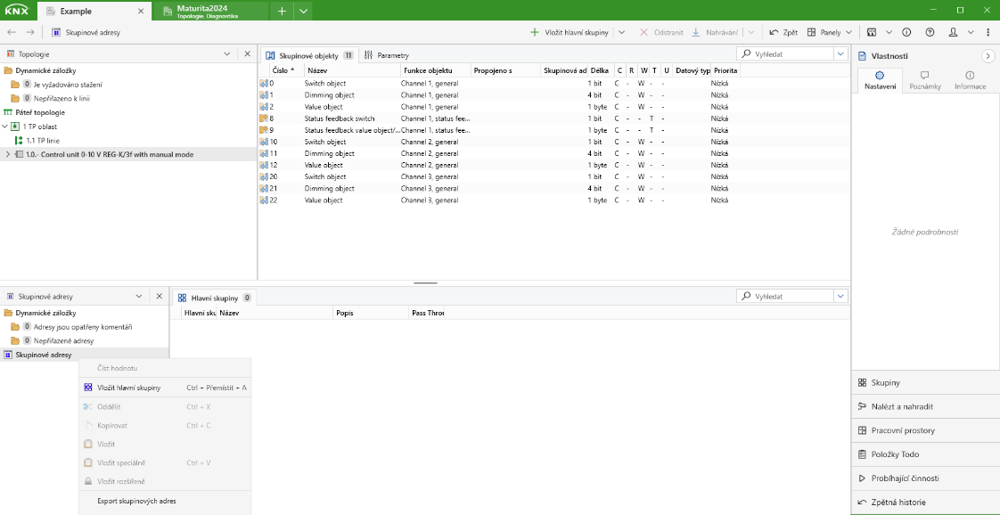 KNX Example × Maturita2024 Topologie, Diagnostika
Skupinové adresy
Vložit hlavní skupiny Odstranit Nahrávání Zpět Panely
Topologie
Dynamické záložky
0 Je vyžadováno stažení
0 Nepřiřazeno k linii
Páteř topologie
1 TP oblast
1.1 TP linie
1.0.- Control unit 0-10 V REG-K/3f with manual mode
Skupinové objekty 11 Parametry
Vyhledat
Číslo Název Funkce objektu Propojeno s Skupinová ad Délka C R W T U Datový typ Priorita
0 Switch object Channel 1, general 1 bit C - W - - Nízká
1 Dimming object Channel 1, general 4 bit C - W - - Nízká
2 Value object Channel 1, general 1 byte C - W - - Nízká
8 Status feedback switch Channel 1, status fee... 1 bit C - - T - Nízká
9 Status feedback value object/... Channel 1, status fee... 1 byte C - - T - Nízká
10 Switch object Channel 2, general 1 bit C - W - - Nízká
11 Dimming object Channel 2, general 4 bit C - W - - Nízká
12 Value object Channel 2, general 1 byte C - W - - Nízká
20 Switch object Channel 3, general 1 bit C - W - - Nízká
21 Dimming object Channel 3, general 4 bit C - W - - Nízká
22 Value object Channel 3, general 1 byte C - W - - Nízká
Vlastnosti
Nastavení Poznámky Informace
Žádné podrobnosti
Skupiny
Nalézt a nahradit
Pracovní prostory
Položky Todo
Probíhající činnosti
Zpětná historie
Skupinové adresy
Dynamické záložky
0 Adresy jsou opatřeny komentáři
0 Nepřiřazené adresy
Skupinové adresy
Hlavní skupiny 0
Vyhledat
Hlavní sku Název Popis Pass Throu
Číst hodnotu
Vložit hlavní skupiny Ctrl + Přemístit + A
Oddělit Ctrl + X
Kopírovat Ctrl + C
Vložit
Vložit speciálně Ctrl + V
Vložit rozšířeně
Export skupinových adres